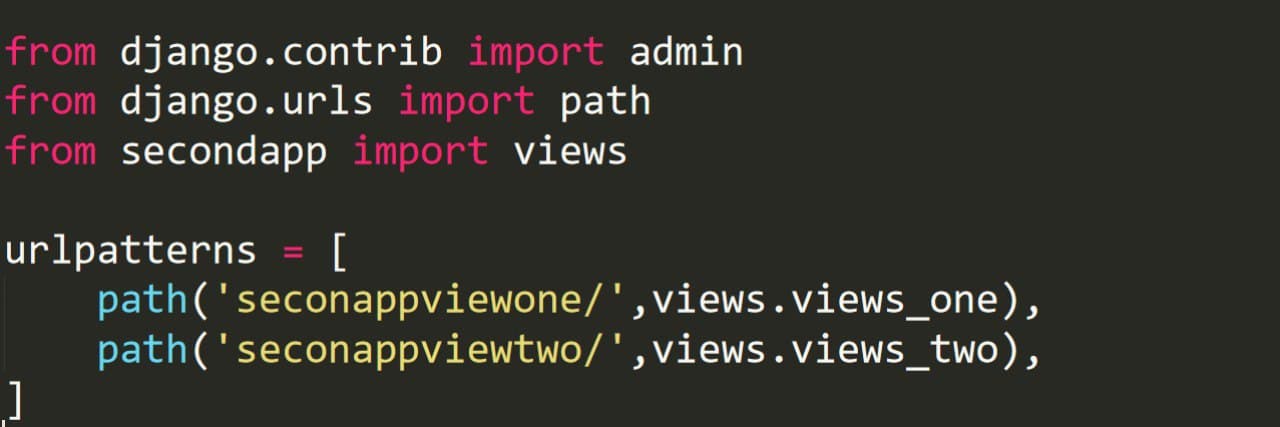 from django.contrib import admin
from django.urls import path
from secondapp import views
urlpatterns = [
    path('seconappviewone/',views.views_one),
    path('seconappviewtwo/',views.views_two),
]